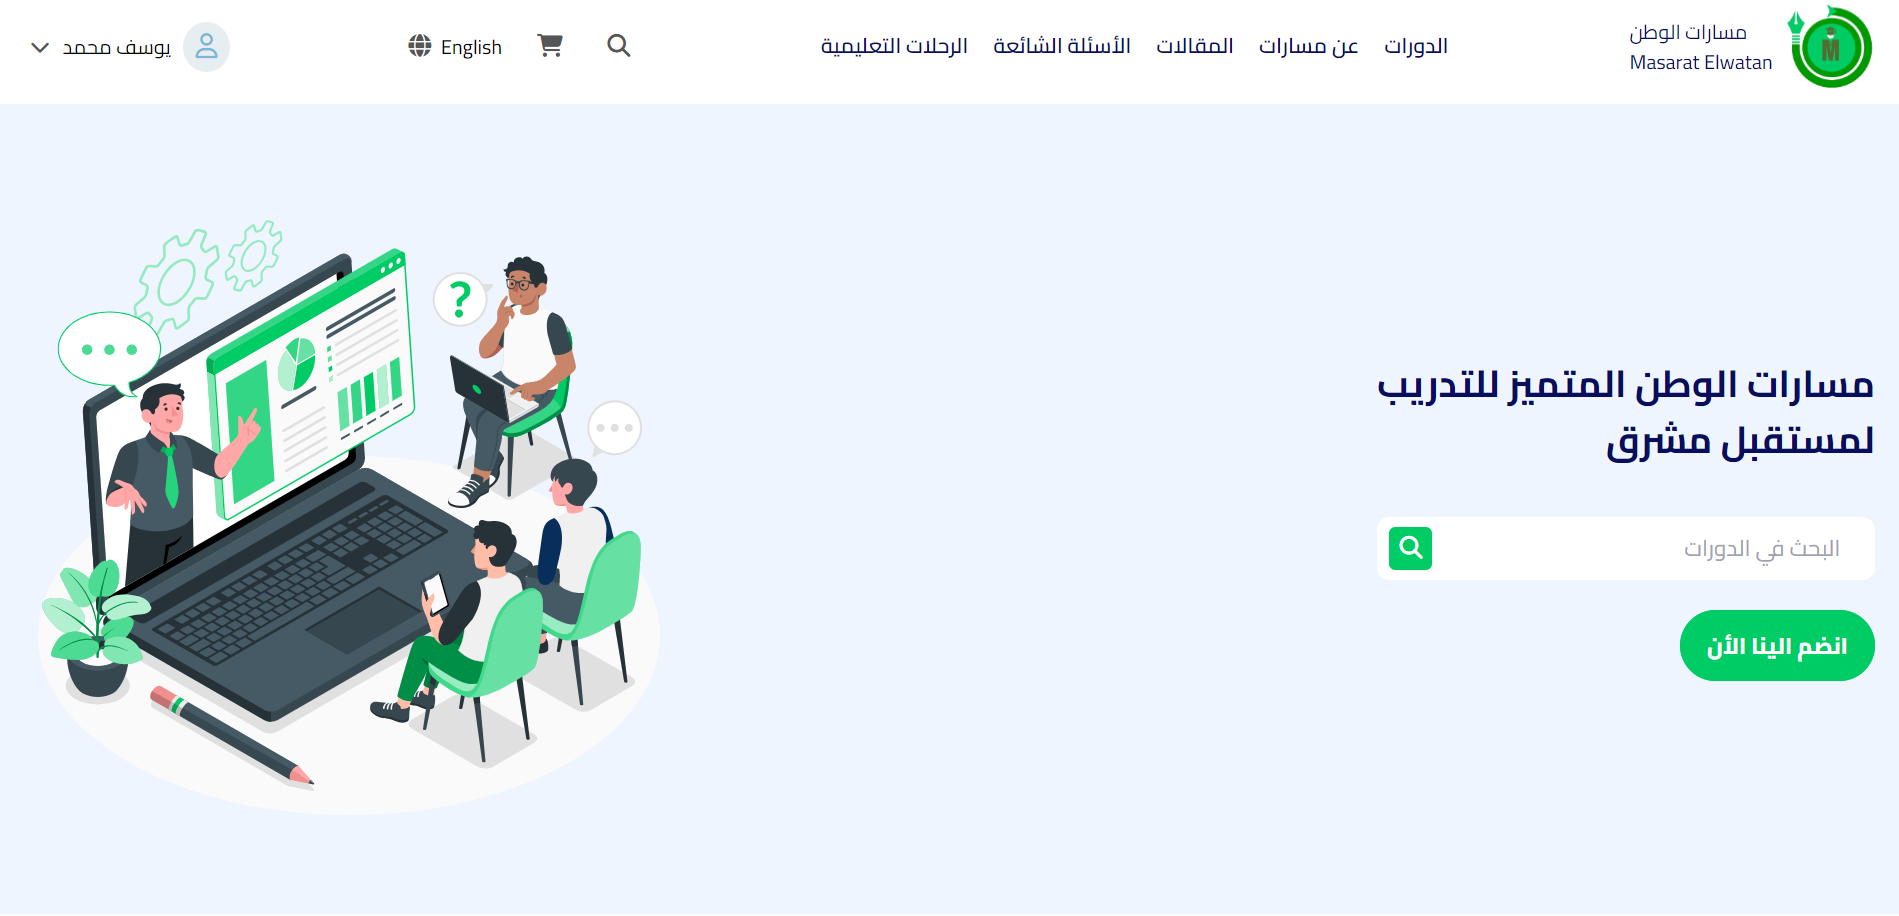 مسارات الوطن
Masarat Elwatan
الدورات
عن مسارات
المقالات
الأسئلة الشائعة
الرحلات التعليمية
English
يوسف محمد
مسارات الوطن المتميز للتدريب
لمستقبل مشرق
البحث في الدورات
انضم الينا الأن
?
M